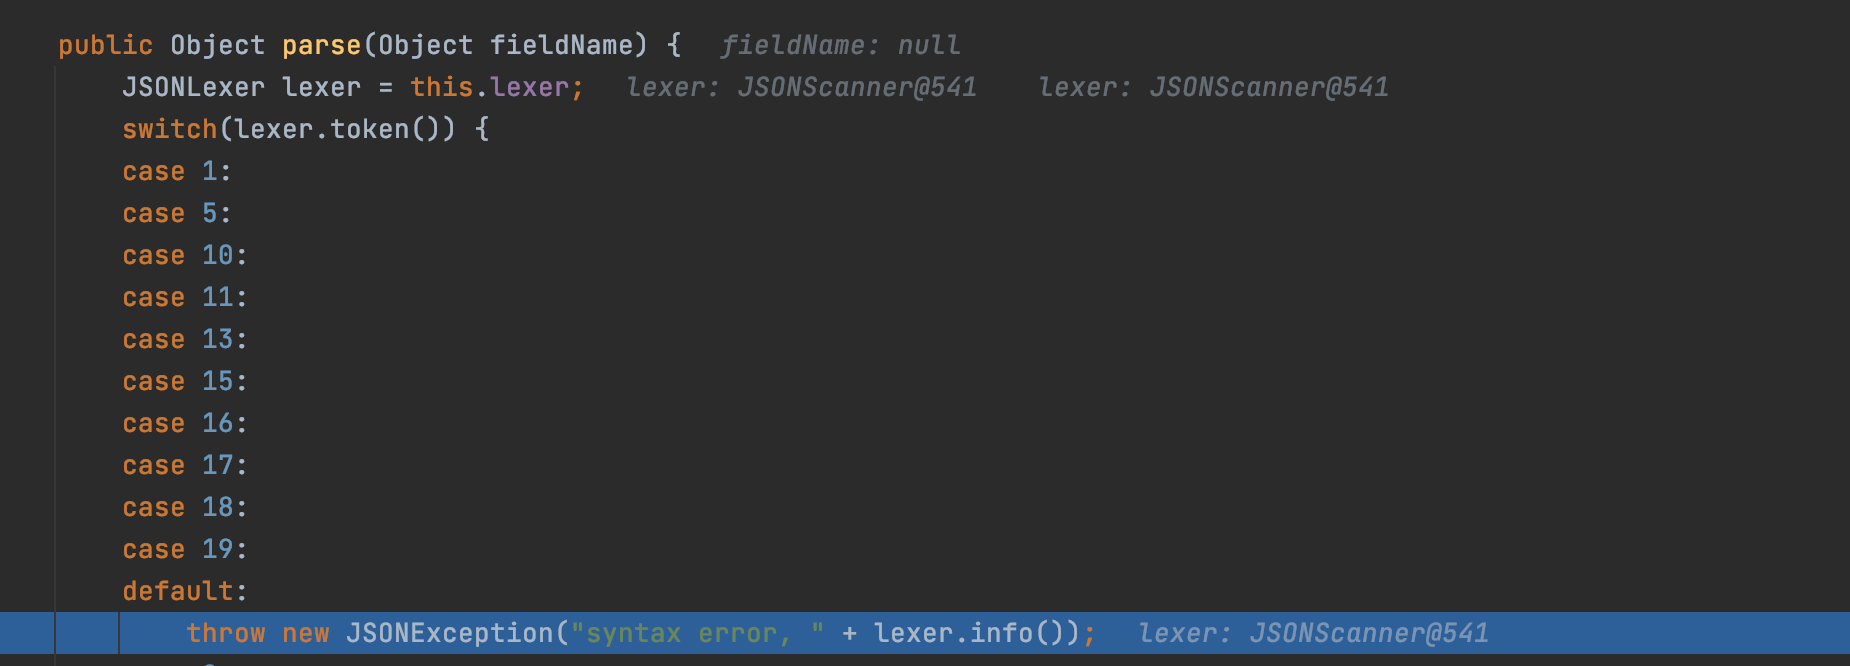 public Object parse(Object fieldName) {  fieldName: null
JSONLexer lexer = this.lexer;  lexer: JSONScanner@541  lexer: JSONScanner@541
switch(lexer.token()) {
case 1:
case 5:
case 10:
case 11:
case 13:
case 15:
case 16:
case 17:
case 18:
case 19:
default:
throw new JSONException("syntax error, " + lexer.info());  lexer: JSONScanner@541